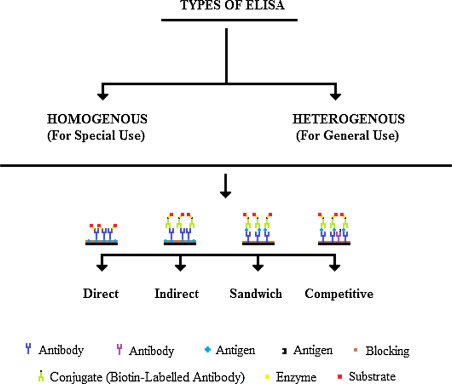 TYPES OF ELISA
HOMOGENOUS
(For Special Use)
HETEROGENOUS
(For General Use)
Direct Indirect Sandwich Competitive
Antibody Antibody Antigen Antigen Blocking
Conjugate (Biotin-Labelled Antibody) Enzyme Substrate